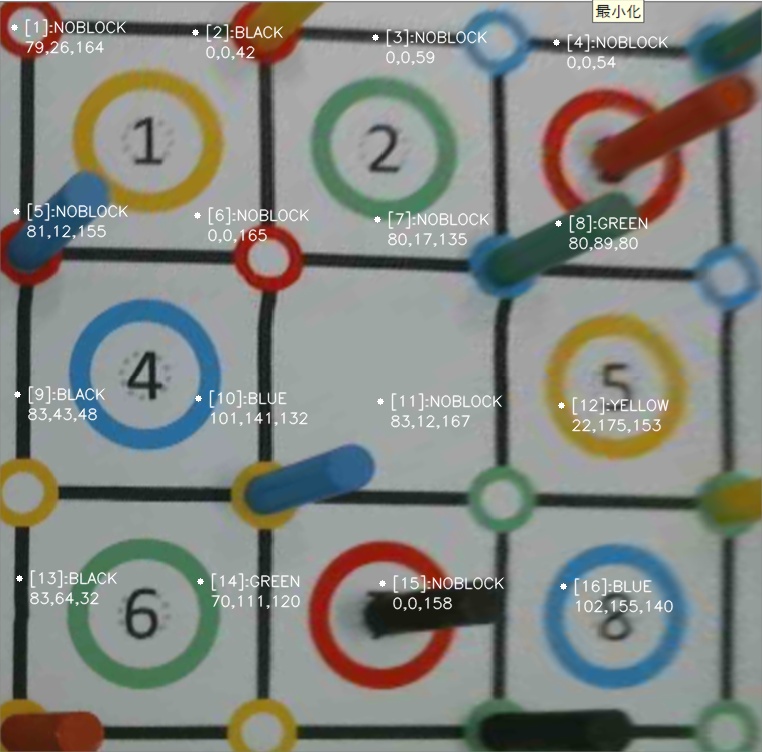 最小化
[1]:NOBLOCK
79,26,164
[2]:BLACK
0,0,42
[3]:NOBLOCK
0,0,59
[4]:NOBLOCK
0,0,54
1
2
[5]:NOBLOCK
81,12,155
[6]:NOBLOCK
0,0,165
[7]:NOBLOCK
80,17,135
[8]:GREEN
80,89,80
4
5
[9]:BLACK
83,43,48
[10]:BLUE
101,141,132
[11]:NOBLOCK
83,12,167
[12]:YELLOW
22,175,153
6
8
[13]:BLACK
83,64,32
[14]:GREEN
70,111,120
[15]:NOBLOCK
0,0,158
[16]:BLUE
102,155,140